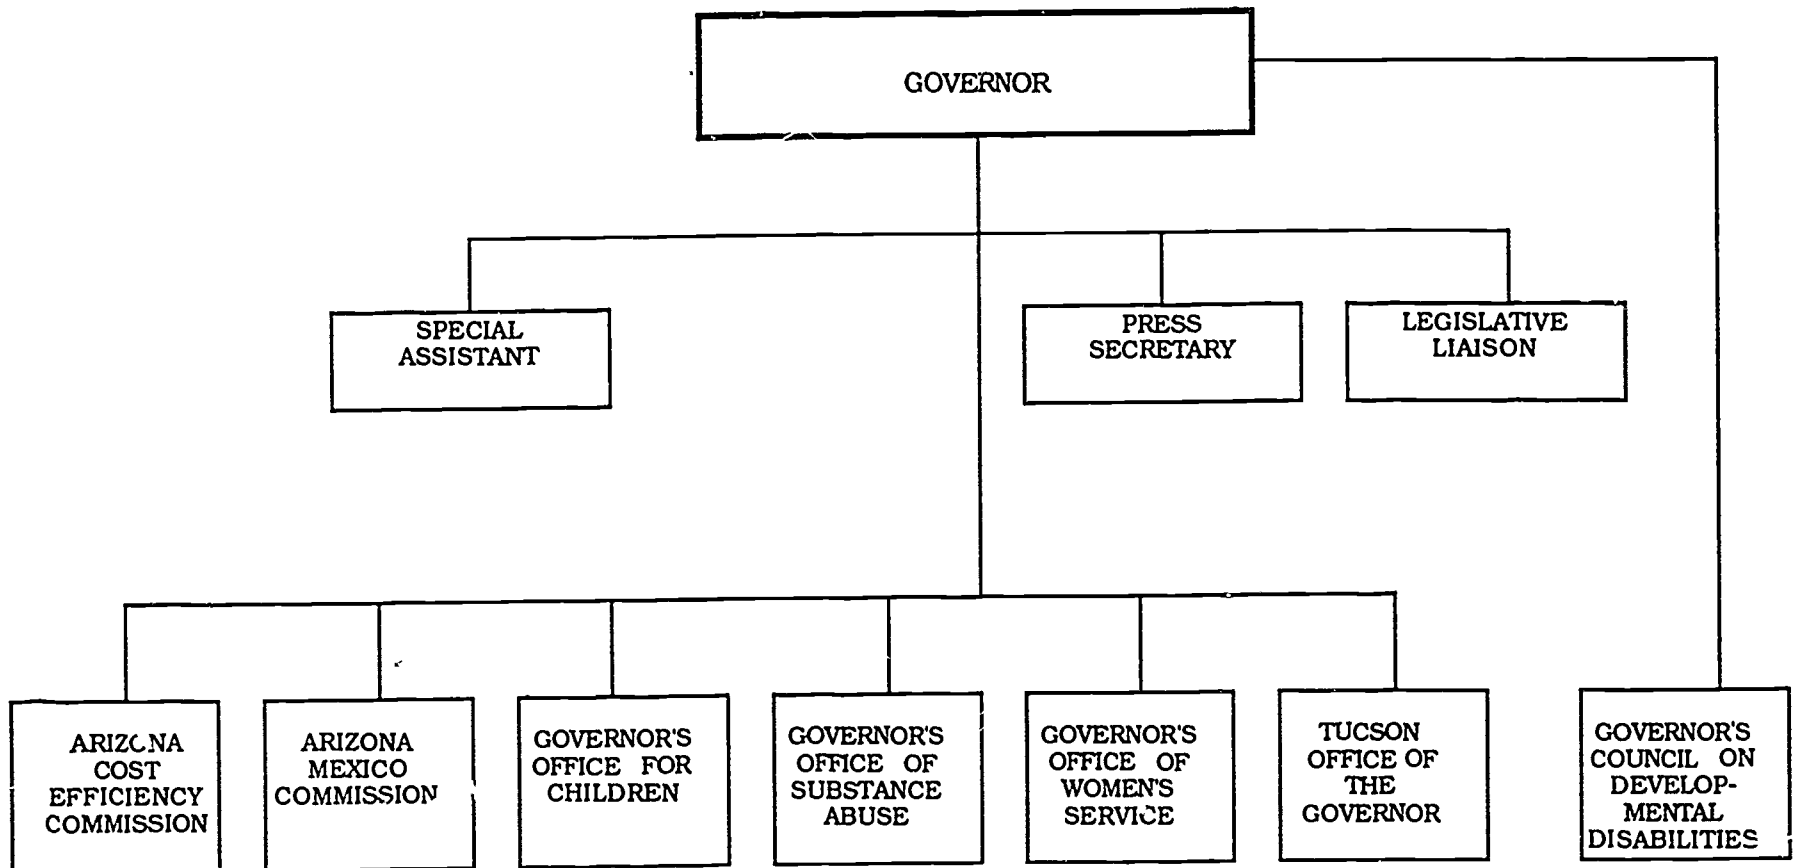 GOVERNOR
SPECIAL
ASSISTANT
PRESS
SECRETARY
LEGISLATIVE
LIAISON
ARIZONA
COST
EFFICIENCY
COMMISSION
ARIZONA
MEXICO
COMMISSION
GOVERNOR'S
OFFICE FOR
CHILDREN
GOVERNOR'S
OFFICE OF
SUBSTANCE
ABUSE
GOVERNOR'S
OFFICE OF
WOMEN'S
SERVICE
TUCSON
OFFICE OF
THE
GOVERNOR
GOVERNOR'S
COUNCIL ON
DEVELOP-
MENTAL
DISABILITIES